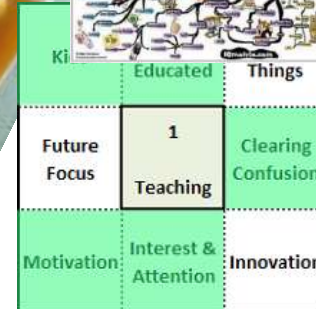 Educated
Things
Future
Focus
1
Teaching
Clearing
Confusion
Motivation
Interest &
Attention
Innovation